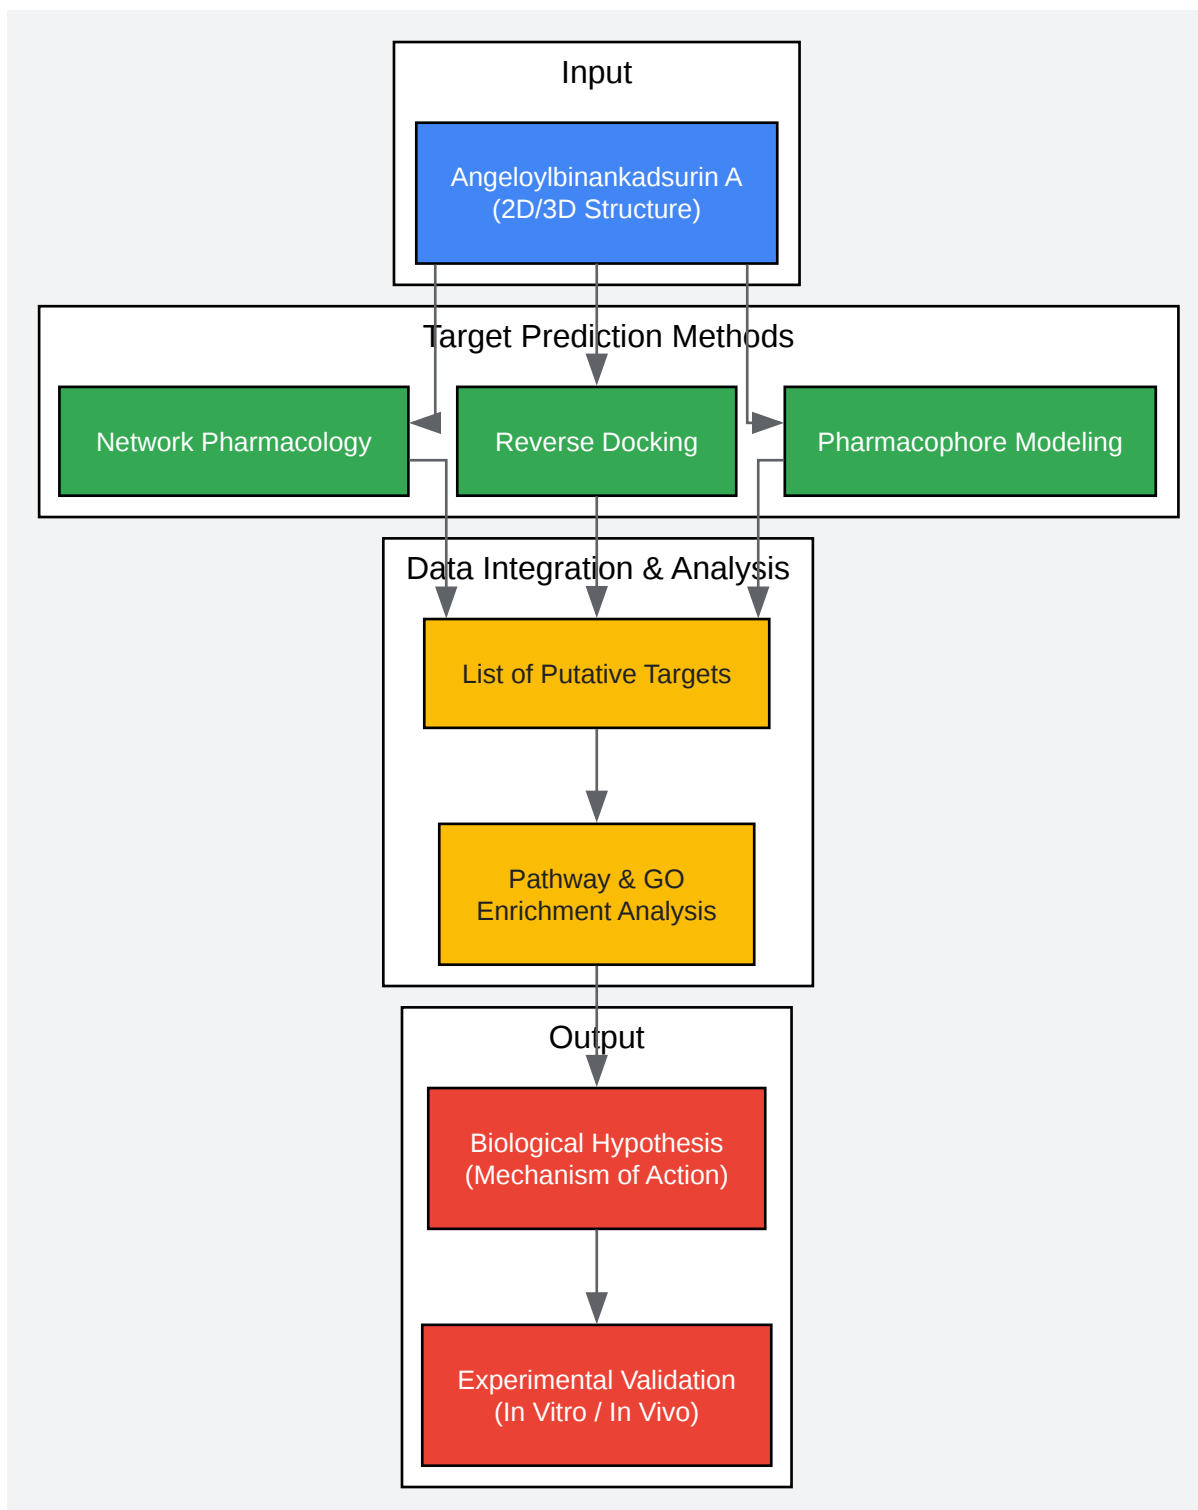 Input
Angeloylbinankadsurin A
(2D/3D Structure)
Target Prediction Methods
Network Pharmacology
Reverse Docking
Pharmacophore Modeling
Data Integration & Analysis
List of Putative Targets
Pathway & GO
Enrichment Analysis
Output
Biological Hypothesis
(Mechanism of Action)
Experimental Validation
(In Vitro / In Vivo)